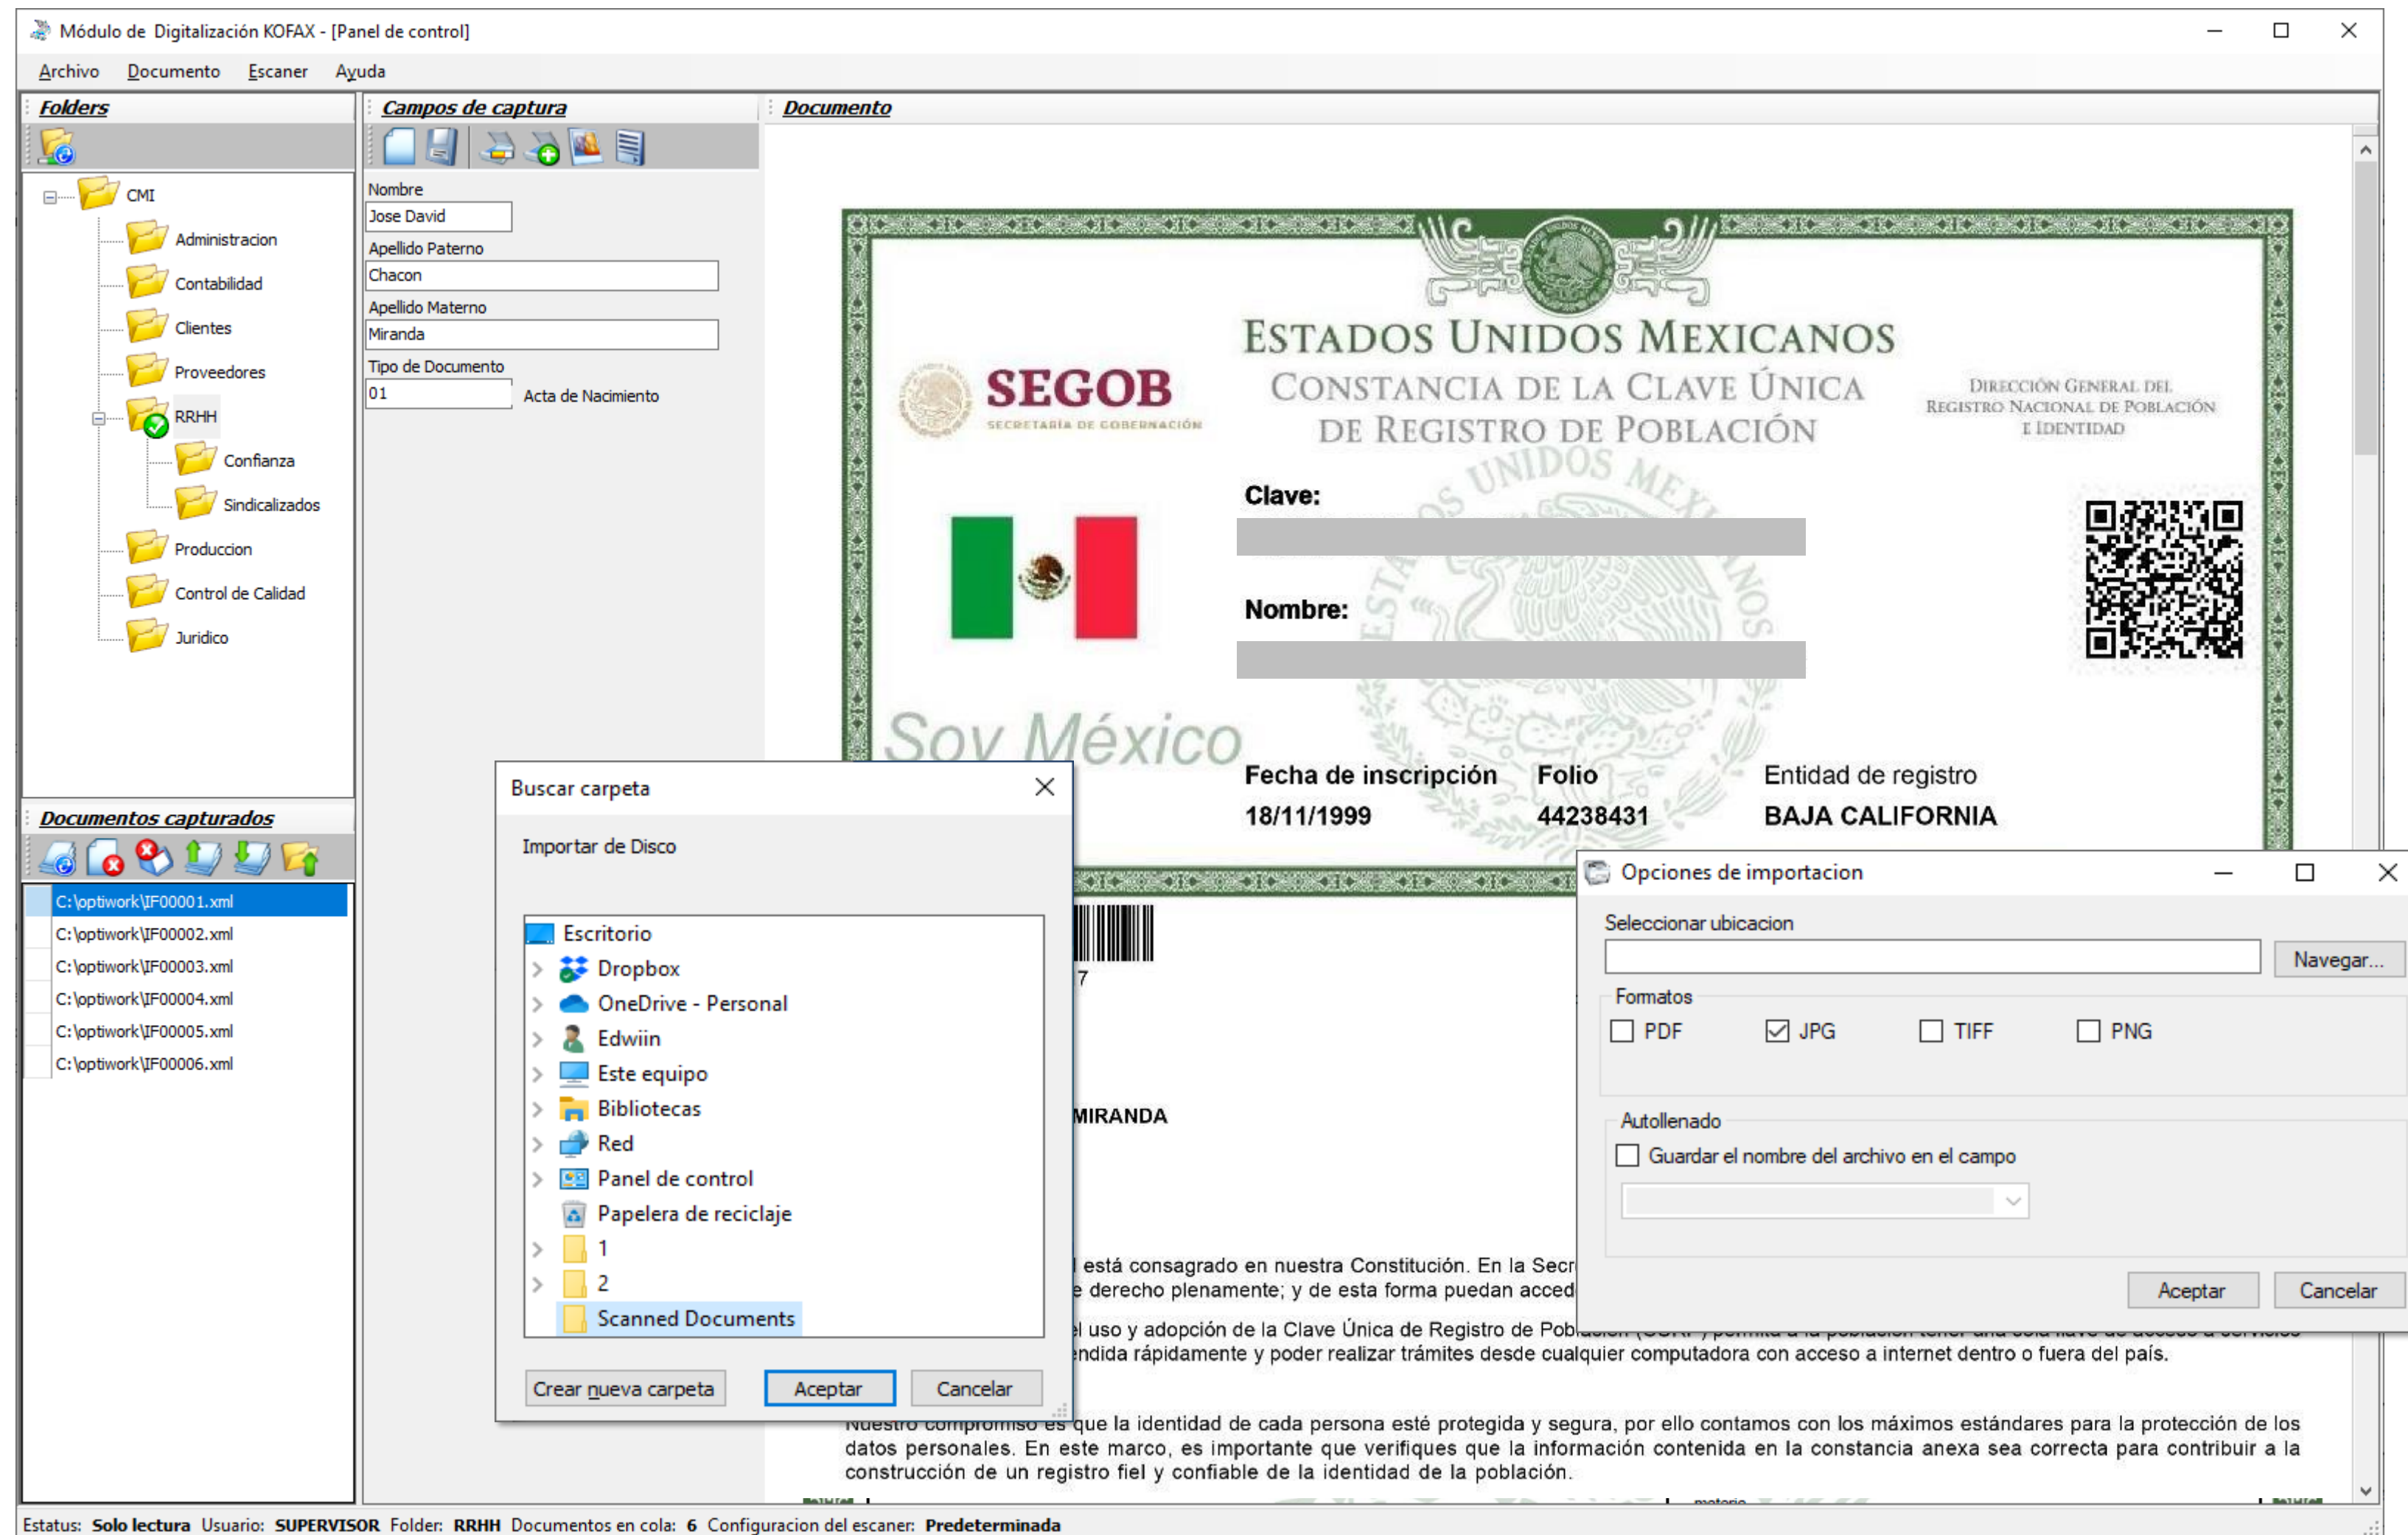 Módulo de Digitalización KOFAX - [Panel de control]
Archivo Documento Escaner Ayuda
Folders
CMI
Administracion
Contabilidad
Clientes
Proveedores
RRHH
Confianza
Sindicalizados
Produccion
Control de Calidad
Juridico
Documentos capturados
C:\optiwork\IF00001.xml
C:\optiwork\IF00002.xml
C:\optiwork\IF00003.xml
C:\optiwork\IF00004.xml
C:\optiwork\IF00005.xml
C:\optiwork\IF00006.xml
Campos de captura
Nombre
Jose David
Apellido Paterno
Chacon
Apellido Materno
Miranda
Tipo de Documento
01 Acta de Nacimiento
Documento
ESTADOS UNIDOS MEXICANOS
CONSTANCIA DE LA CLAVE ÚNICA
DE REGISTRO DE POBLACIÓN
SEGOB
SECRETARÍA DE GOBERNACIÓN
DIRECCIÓN GENERAL DEL
REGISTRO NACIONAL DE POBLACIÓN
E IDENTIDAD
Clave:
Nombre:
Soy México
Fecha de inscripción Folio Entidad de registro
18/11/1999 44238431 BAJA CALIFORNIA
7
MIRANDA
está consagrado en nuestra Constitución. En la Secr
derecho plenamente; y de esta forma puedan acced
uso y adopción de la Clave Única de Registro de Pob
rápidamente y poder realizar trámites desde cualquier computadora con acceso a internet dentro o fuera del país.
Nuestro compromiso es que la identidad de cada persona esté protegida y segura, por ello contamos con los máximos estándares para la protección de los
datos personales. En este marco, es importante que verifiques que la información contenida en la constancia anexa sea correcta para contribuir a la
construcción de un registro fiel y confiable de la identidad de la población.
Buscar carpeta
Importar de Disco
Escritorio
Dropbox
OneDrive - Personal
Edwiin
Este equipo
Bibliotecas
Red
Panel de control
Papelera de reciclaje
1
2
Scanned Documents
Crear nueva carpeta Aceptar Cancelar
Opciones de importacion
Seleccionar ubicacion
Navegar...
Formatos
PDF JPG TIFF PNG
Autollenado
Guardar el nombre del archivo en el campo
Aceptar Cancelar
Estatus: Solo lectura Usuario: SUPERVISOR Folder: RRHH Documentos en cola: 6 Configuracion del escaner: Predeterminada